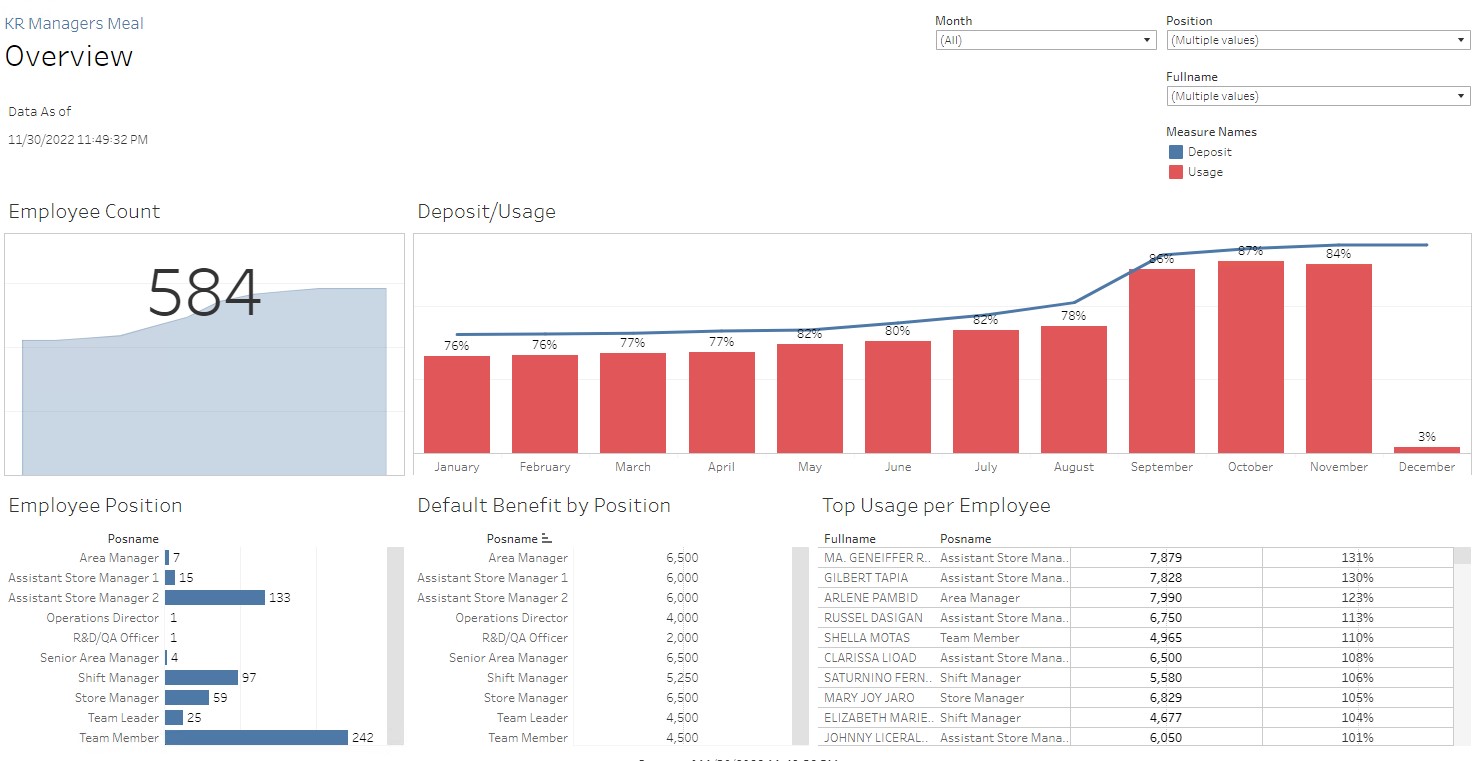 KR Managers Meal
Overview
Month
(All)
Position
(Multiple values)
Fullname
(Multiple values)
Data As of
11/30/2022 11:49:32 PM
Measure Names
Deposit
Usage
Employee Count
584
Deposit/Usage
76% 76% 77% 77% 82% 80% 82% 78% 86% 87% 84% 3%
January February March April May June July August September October November December
Employee Position
Posname
Area Manager 7
Assistant Store Manager 1 15
Assistant Store Manager 2 133
Operations Director 1
R&D/QA Officer 1
Senior Area Manager 4
Shift Manager 97
Store Manager 59
Team Leader 25
Team Member 242
Default Benefit by Position
Posname
Area Manager 6,500
Assistant Store Manager 1 6,000
Assistant Store Manager 2 6,000
Operations Director 4,000
R&D/QA Officer 2,000
Senior Area Manager 6,500
Shift Manager 5,250
Store Manager 6,500
Team Leader 4,500
Team Member 4,500
Top Usage per Employee
Fullname Posname
MA. GENEIFFER R.. Assistant Store Mana.. 7,879 131%
GILBERT TAPIA Assistant Store Mana.. 7,828 130%
ARLENE PAMBID Area Manager 7,990 123%
RUSSEL DASIGAN Assistant Store Mana.. 6,750 113%
SHELLA MOTAS Team Member 4,965 110%
CLARISSA LIOAD Assistant Store Mana.. 6,500 108%
SATURNINO FERN.. Shift Manager 5,580 106%
MARY JOY JARO Store Manager 6,829 105%
ELIZABETH MARIE.. Shift Manager 4,677 104%
JOHNNY LICERAL.. Assistant Store Mana.. 6,050 101%